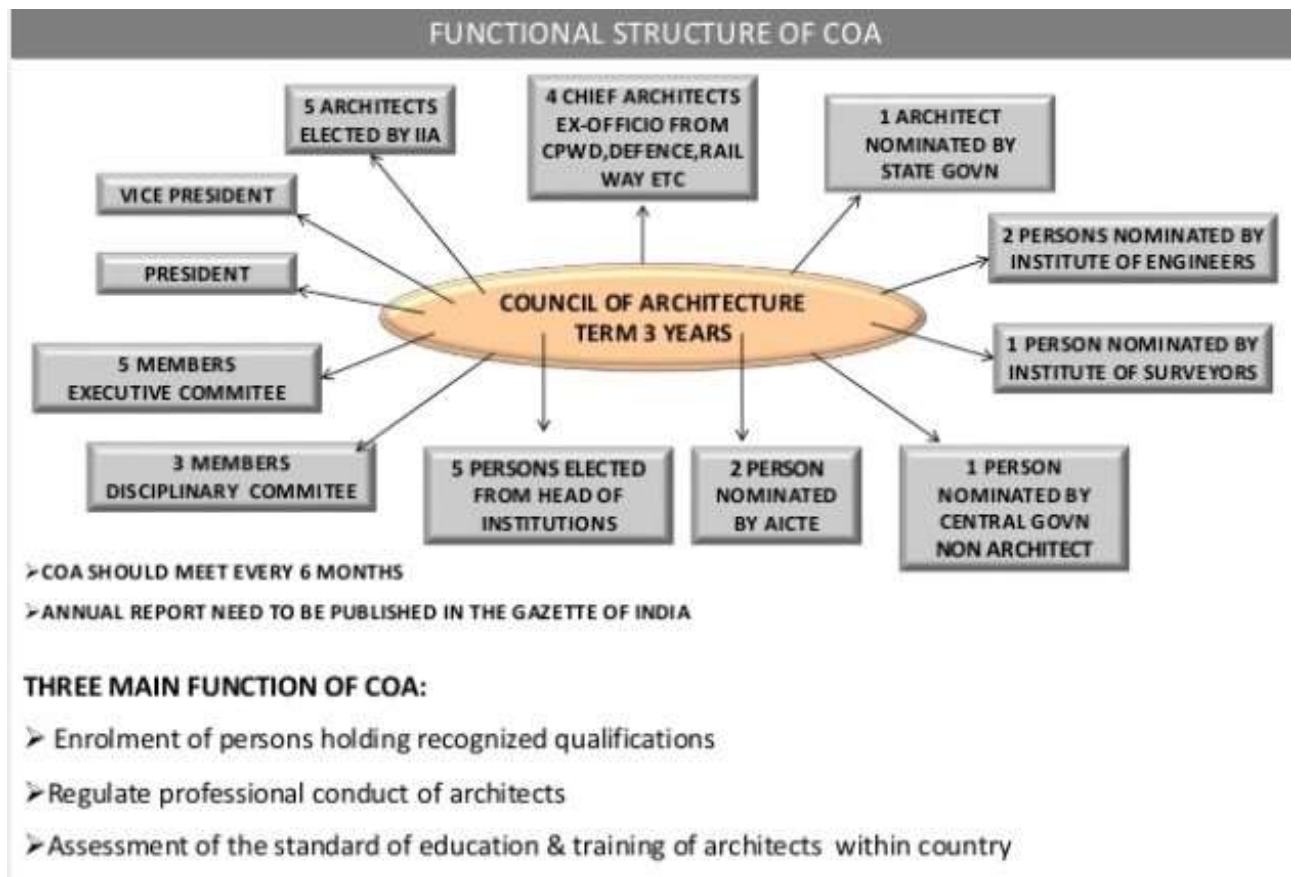 FUNCTIONAL STRUCTURE OF COA
5 ARCHITECTS
ELECTED BY IIA
4 CHIEF ARCHITECTS
EX-OFFICIO FROM
CPWD,DEFENCE,RAIL
WAY ETC
1 ARCHITECT
NOMINATED BY
STATE GOVN
VICE PRESIDENT
2 PERSONS NOMINATED BY
INSTITUTE OF ENGINEERS
PRESIDENT
COUNCIL OF ARCHITECTURE
TERM 3 YEARS
5 MEMBERS
EXECUTIVE COMMITEE
1 PERSON NOMINATED BY
INSTITUTE OF SURVEYORS
3 MEMBERS
DISCIPLINARY COMMITEE
5 PERSONS ELECTED
FROM HEAD OF
INSTITUTIONS
2 PERSON
NOMINATED
BY AICTE
1 PERSON
NOMINATED BY
CENTRAL GOVN
NON ARCHITECT
➢COA SHOULD MEET EVERY 6 MONTHS
➢ANNUAL REPORT NEED TO BE PUBLISHED IN THE GAZETTE OF INDIA
THREE MAIN FUNCTION OF COA:
➢ Enrolment of persons holding recognized qualifications
➢Regulate professional conduct of architects
➢Assessment of the standard of education & training of architects within country